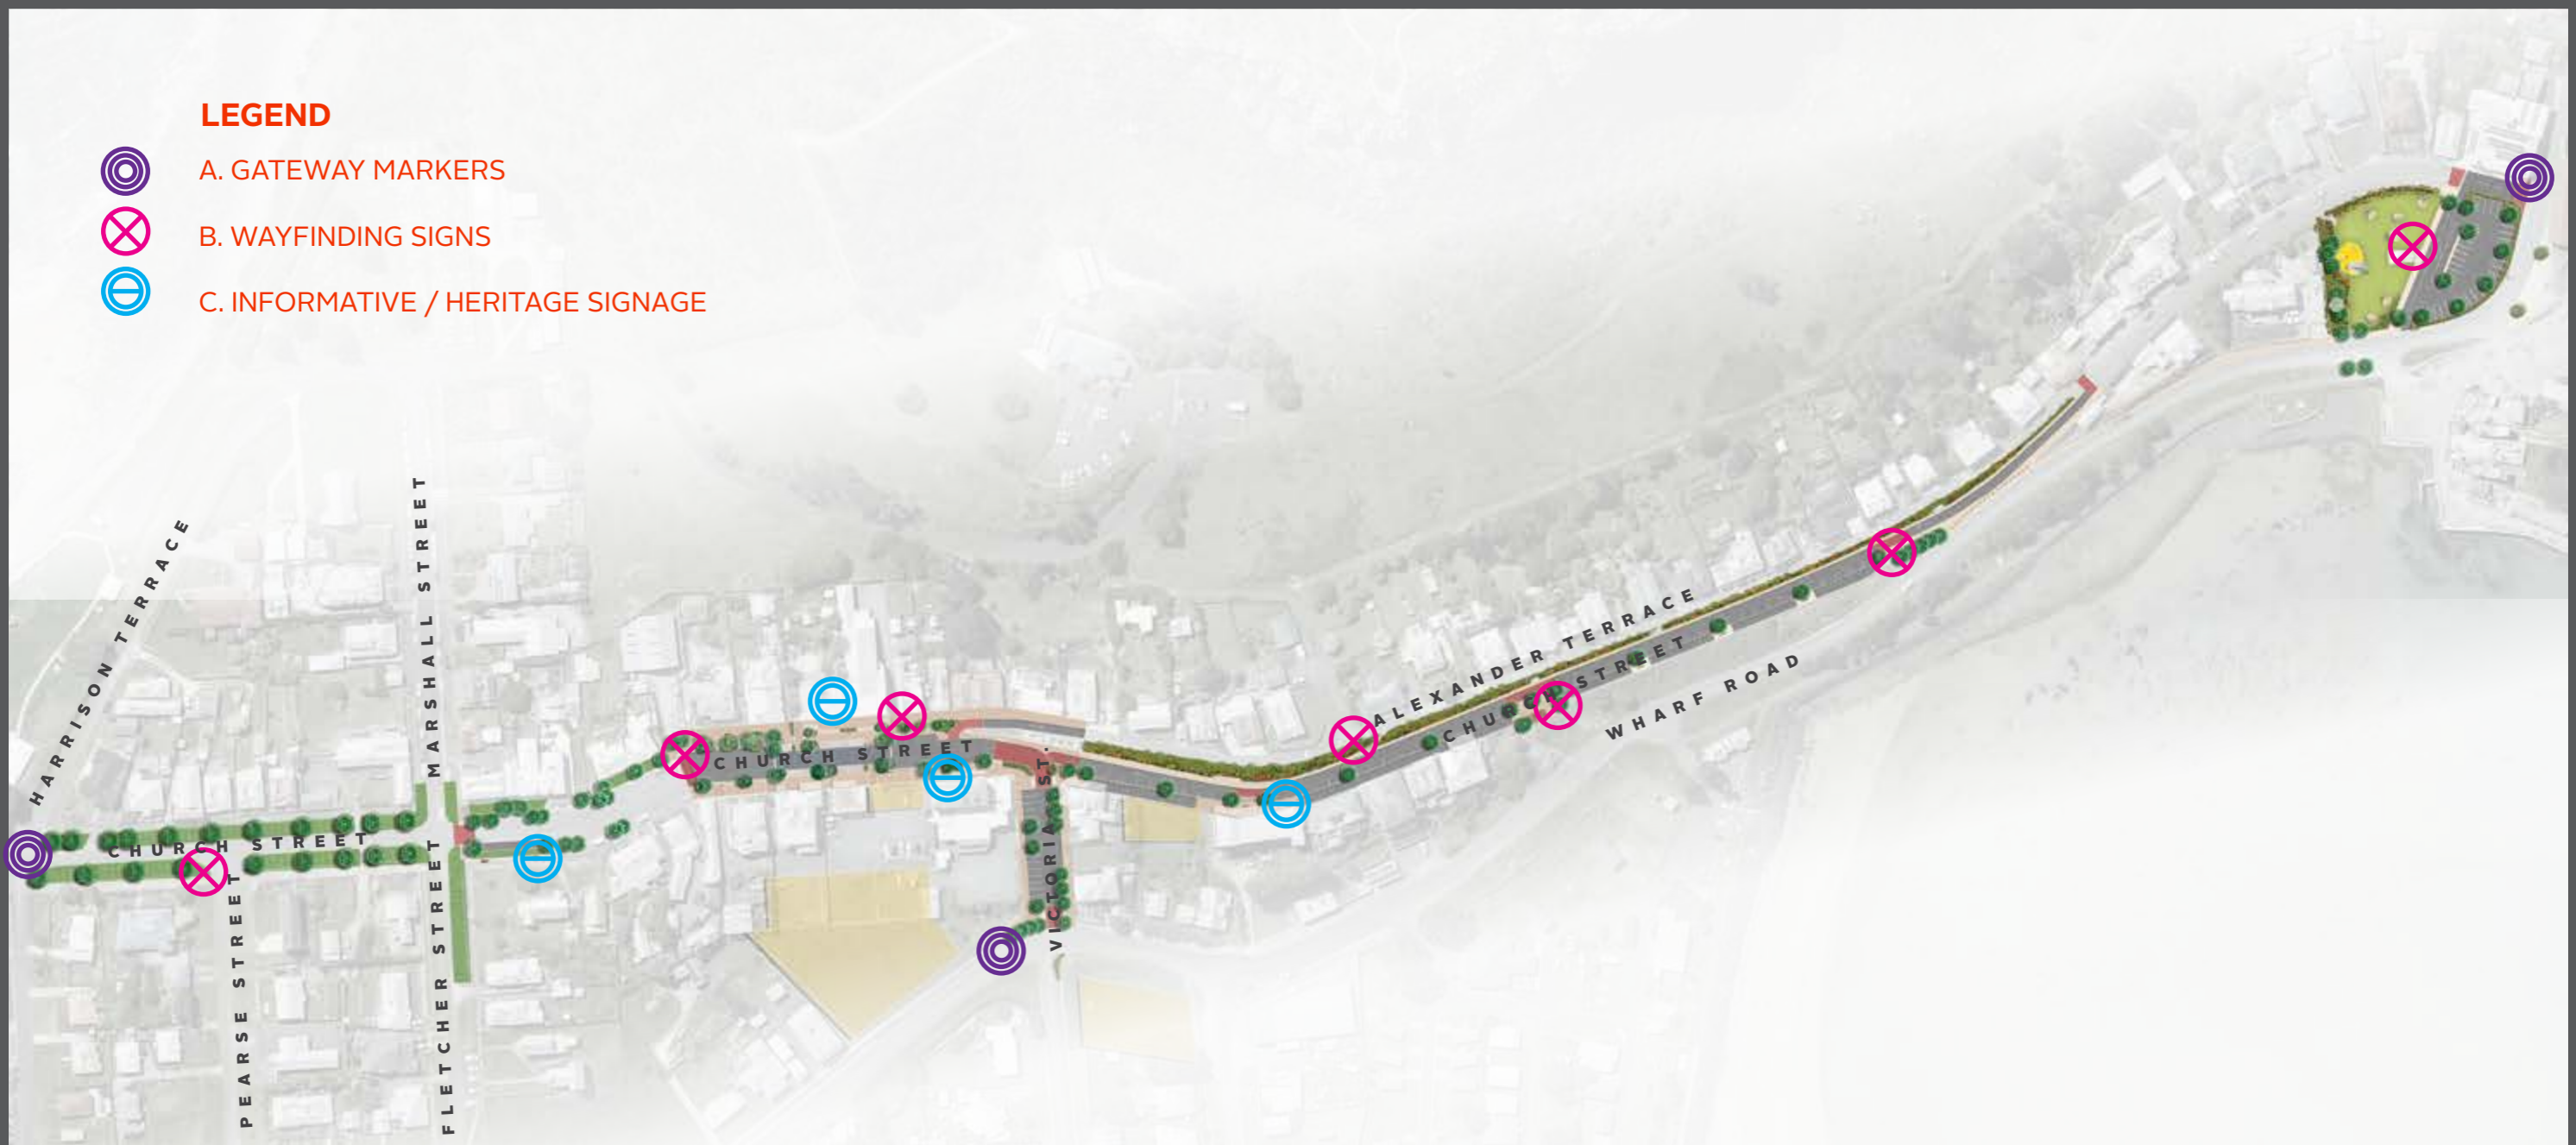 LEGEND
A. GATEWAY MARKERS
B. WAYFINDING SIGNS
C. INFORMATIVE / HERITAGE SIGNAGE
HARRISON TERRACE
MARSHALL STREET
ALEXANDER TERRACE
CHURCH STREET
WHARF ROAD
CHURCH STREET
CHURCH STREET
VICTORIA ST.
PEARSE STREET
FLETCHER STREET